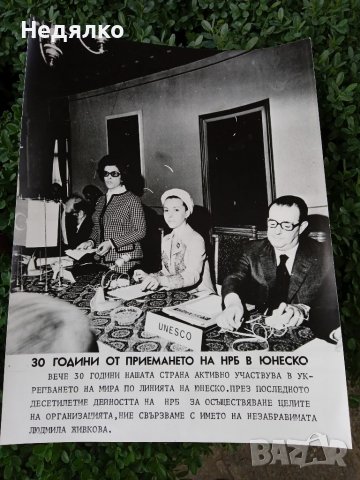 Недялко
UNESCO
30 ГОДИНИ ОТ ПРИЕМАНЕТО НА НРБ В ЮНЕСКО
ВЕЧЕ 30 ГОДИНИ НАШАТА СТРАНА АКТИВНО УЧАСТВУВА В УК-
РЕПВАНЕТО НА МИРА ПО ЛИНИЯТА НА ЮНЕСКО.ПРЕЗ ПОСЛЕДНОТО
ДЕСЕТИЛЕТИЕ ДЕЙНОСТТА НА НРБ ЗА ОСЪЩЕСТВЯВАНЕ ЦЕЛИТЕ
НА ОРГАНИЗАЦИЯТА,НИЕ СВЪРЗВАМЕ С ИМЕТО НА НЕЗАБРАВИМАТА
ЛЮДМИЛА ЖИВКОВА.
bazar.bg